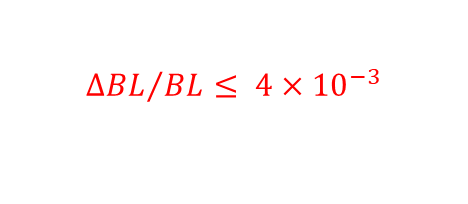 ΔBL/BL ≤ 4 × 10⁻³